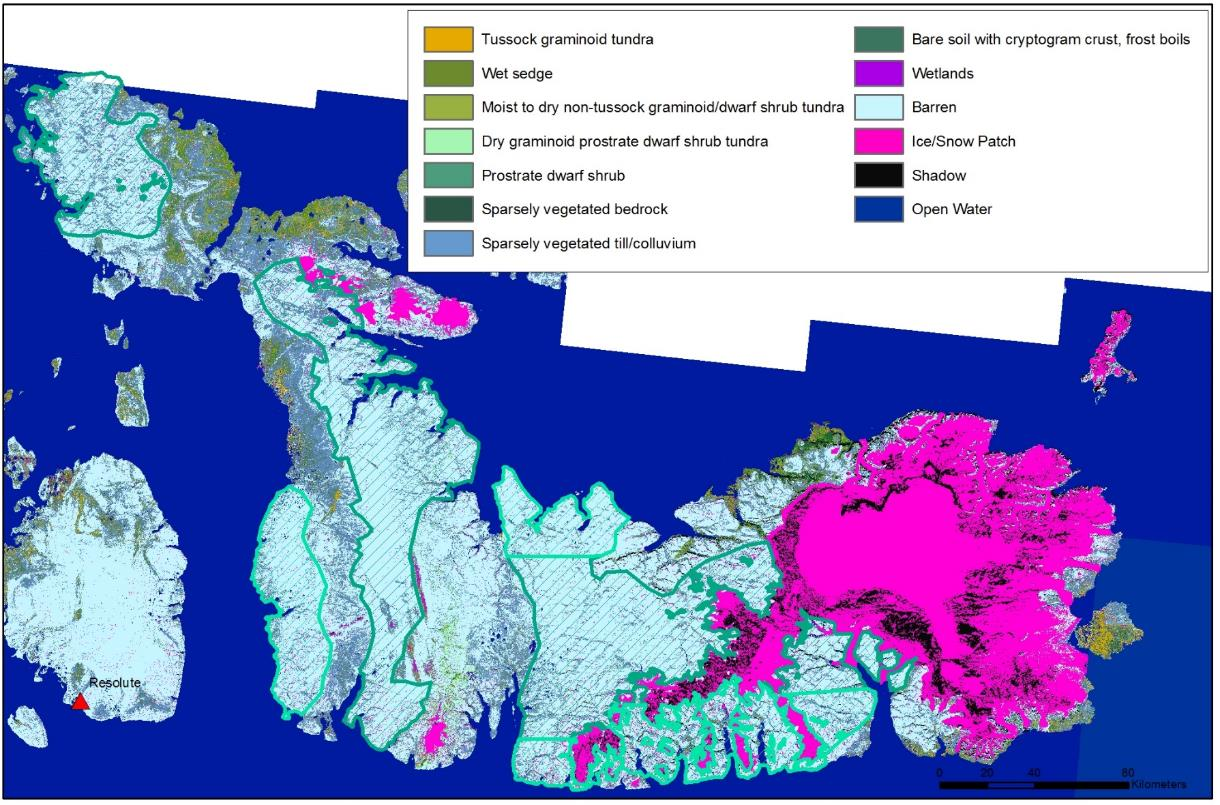 Tussock graminoid tundra
Wet sedge
Moist to dry non-tussock graminoid/dwarf shrub tundra
Dry graminoid prostrate dwarf shrub tundra
Prostrate dwarf shrub
Sparsely vegetated bedrock
Sparsely vegetated till/colluvium
Bare soil with cryptogram crust, frost boils
Wetlands
Barren
Ice/Snow Patch
Shadow
Open Water
Resolute
0 20 40 80
Kilometers